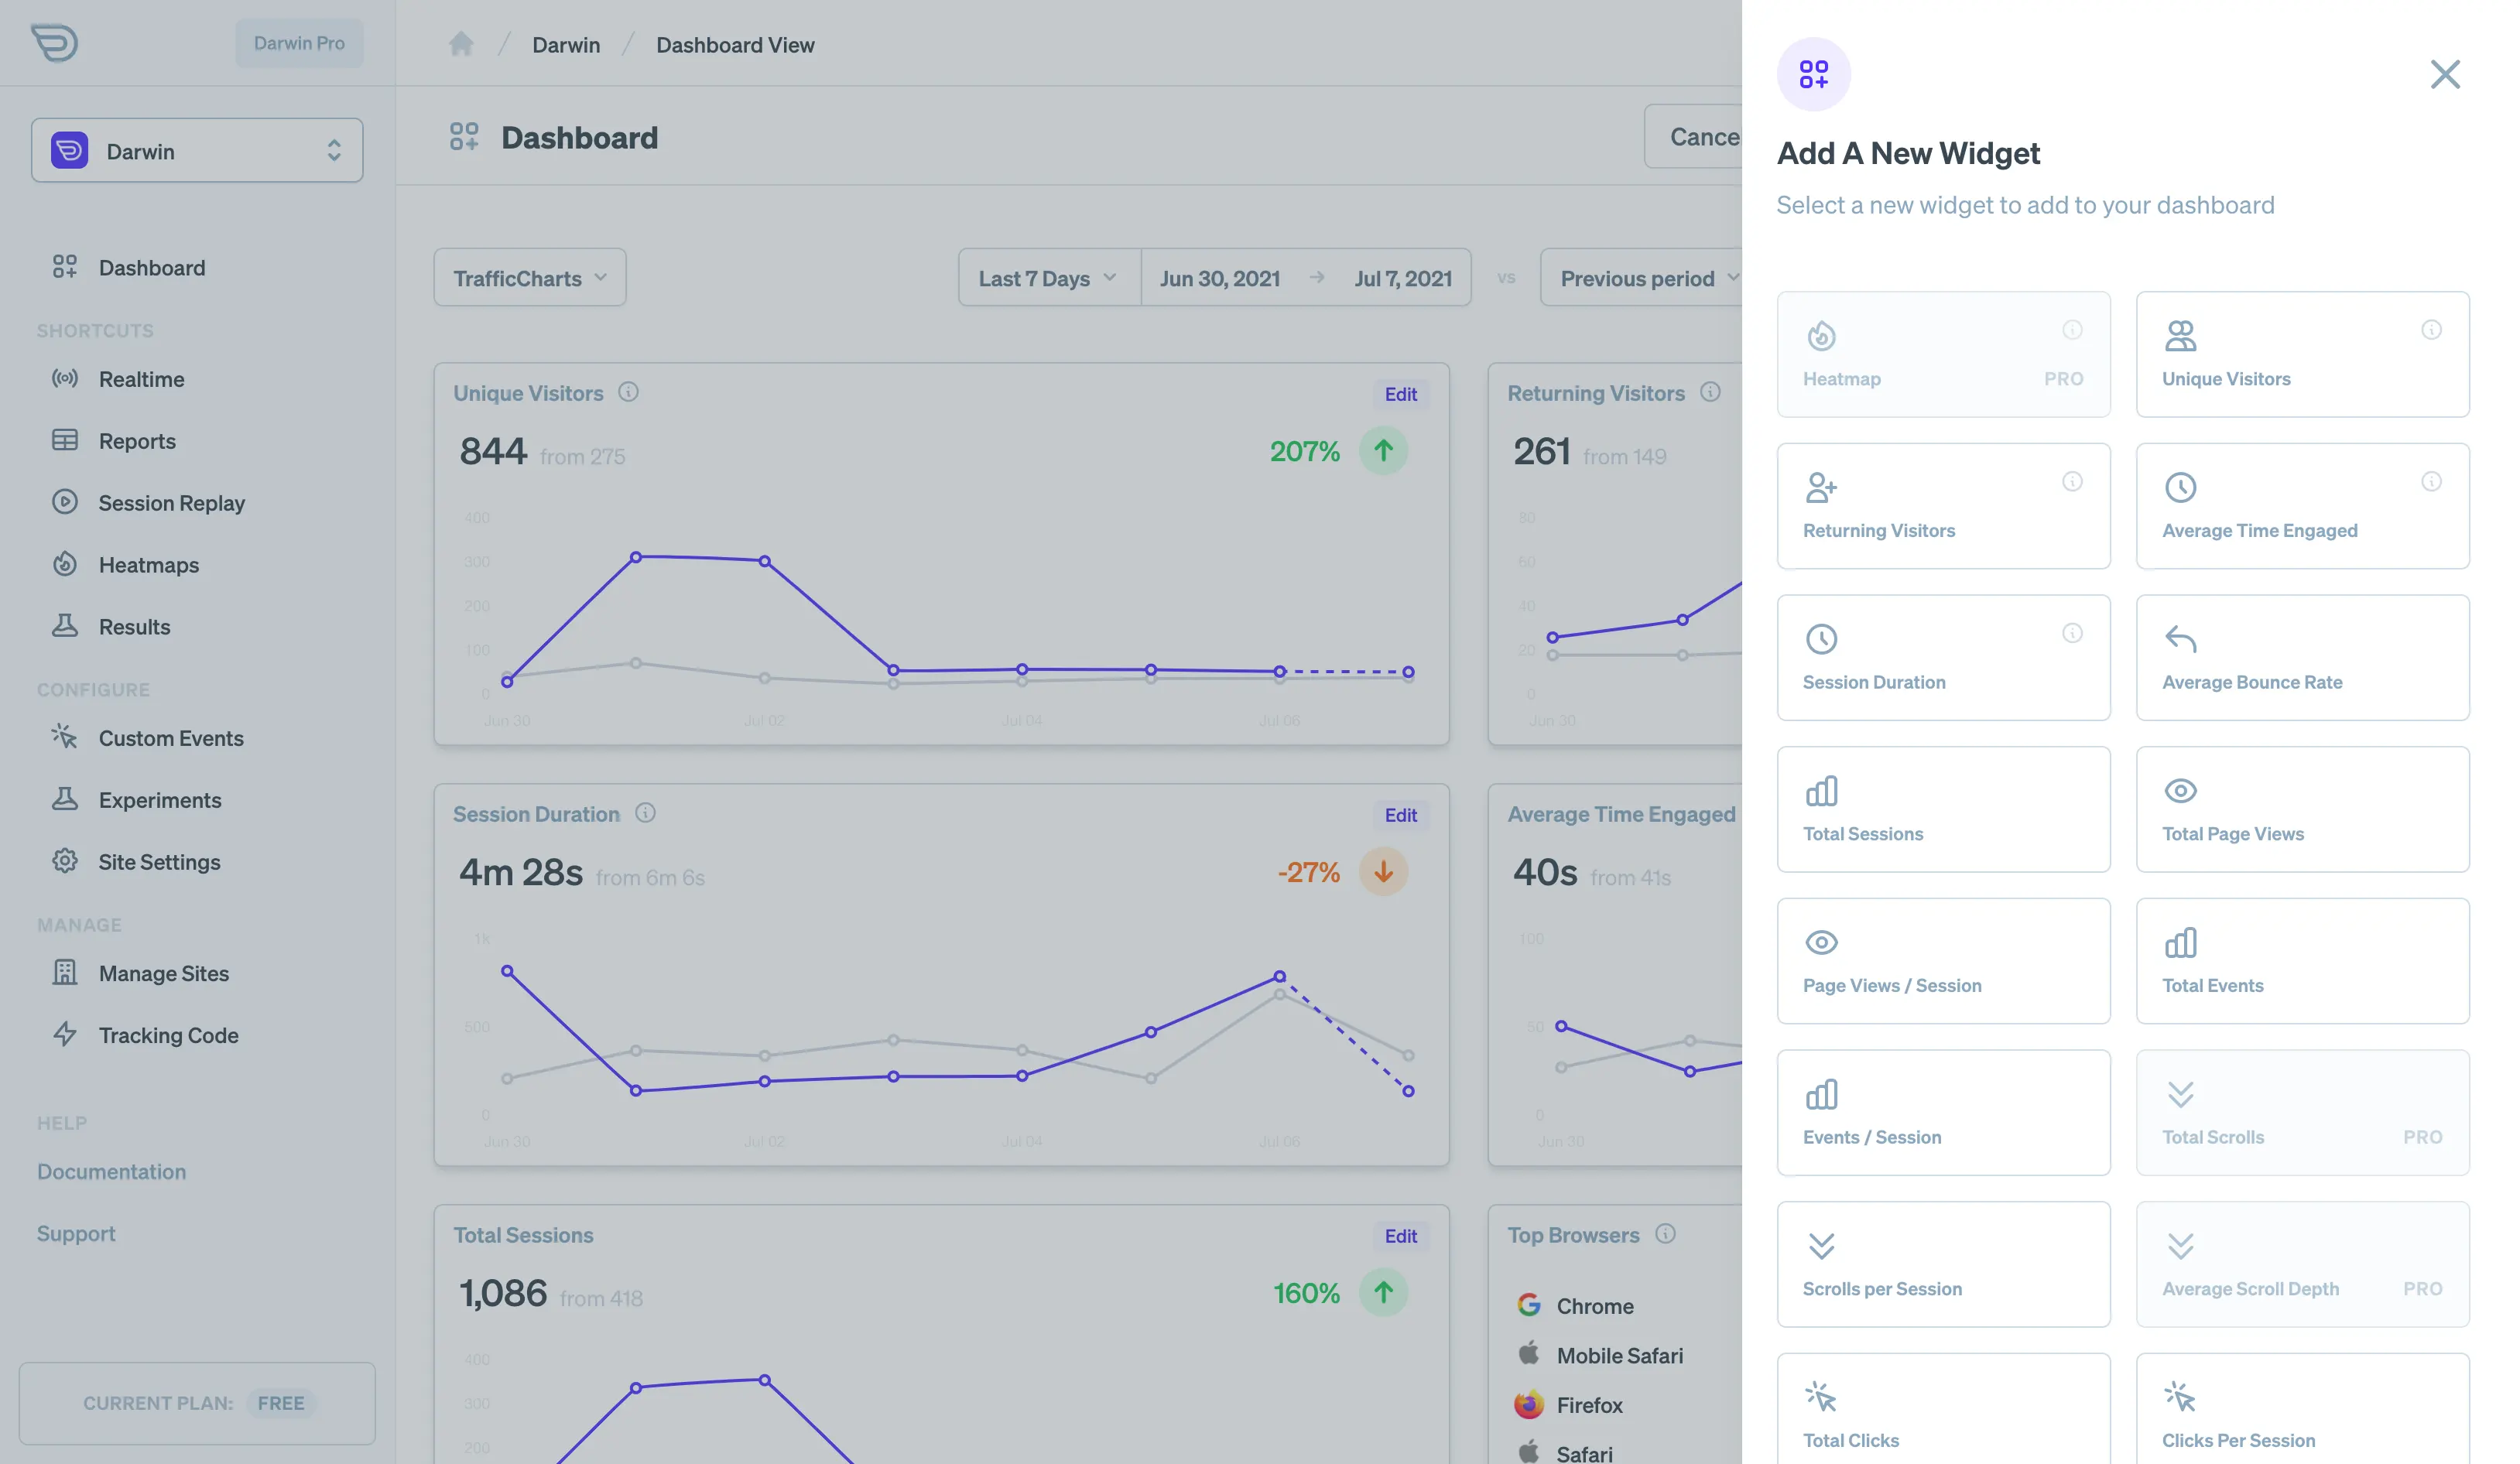 Darwin Pro
Darwin
Dashboard
SHORTCUTS
Realtime
Reports
Session Replay
Heatmaps
Results
CONFIGURE
Custom Events
Experiments
Site Settings
MANAGE
Manage Sites
Tracking Code
HELP
Documentation
Support
CURRENT PLAN: FREE
/ Darwin / Dashboard View
Dashboard
TrafficCharts
Last 7 Days
Jun 30, 2021 → Jul 7, 2021
vs
Previous period
Unique Visitors
Edit
844 from 275
207%
400
300
200
100
0
Jun 30 Jul 02 Jul 04 Jul 06
Returning Visitors
261 from 149
80
60
40
20
0
Jun 30
Session Duration
Edit
4m 28s from 6m 6s
-27%
1k
500
0
Jun 30 Jul 02 Jul 04 Jul 06
Average Time Engaged
40s from 41s
100
50
0
Jun 30
Total Sessions
Edit
1,086 from 418
160%
400
300
200
Top Browsers
Chrome
Mobile Safari
Firefox
Safari
Add A New Widget
Select a new widget to add to your dashboard
Heatmap PRO
Unique Visitors
Returning Visitors
Average Time Engaged
Session Duration
Average Bounce Rate
Total Sessions
Total Page Views
Page Views / Session
Total Events
Events / Session
Total Scrolls PRO
Scrolls per Session
Average Scroll Depth PRO
Total Clicks
Clicks Per Session